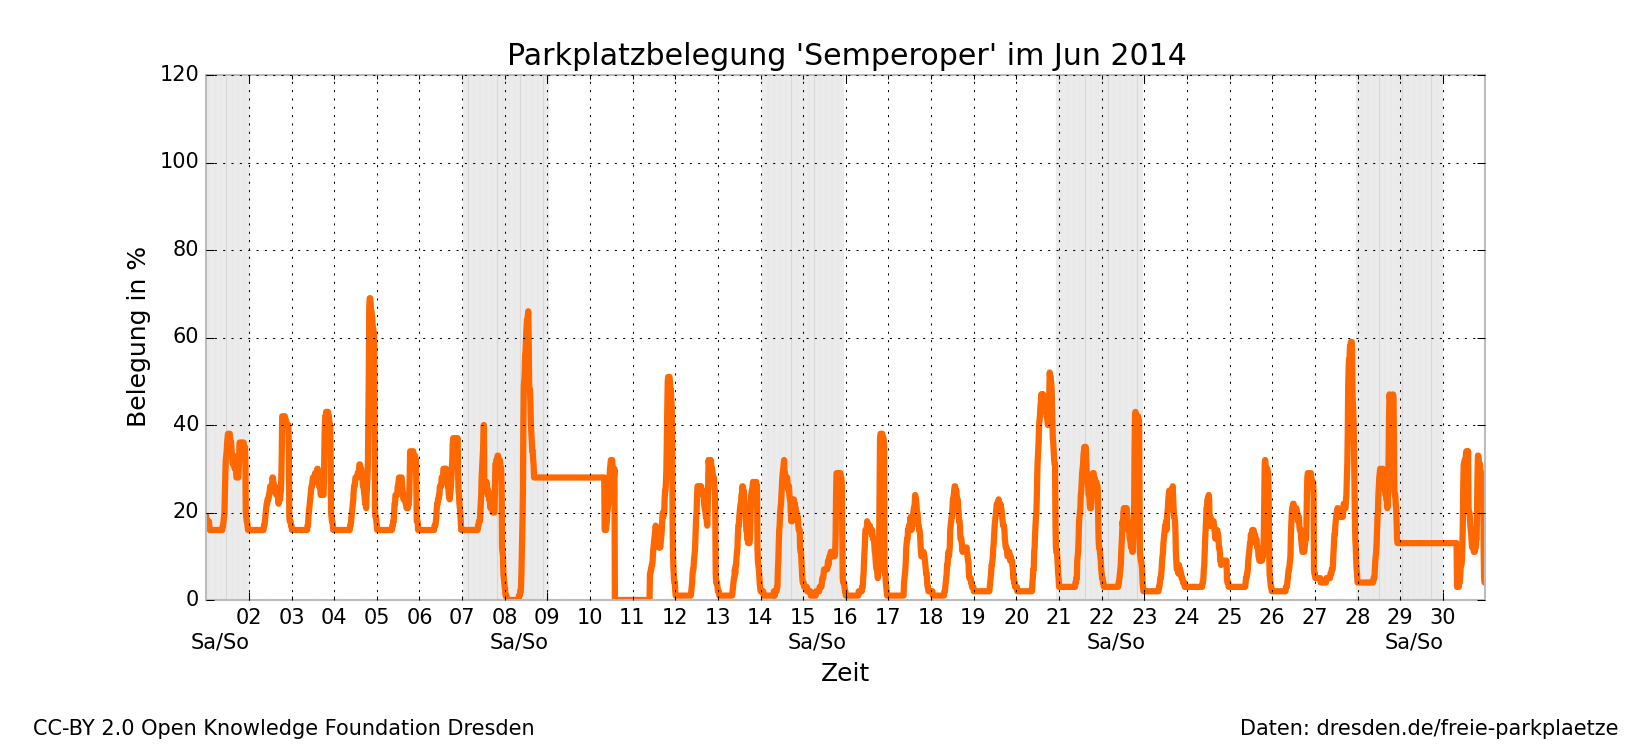 Parkplatzbelegung 'Semperoper' im Jun 2014
120
100
80
60
40
20
0
Belegung in %
02 03 04 05 06 07 08 09 10 11 12 13 14 15 16 17 18 19 20 21 22 23 24 25 26 27 28 29 30
Sa/So Sa/So Sa/So Sa/So Sa/So
Zeit
CC-BY 2.0 Open Knowledge Foundation Dresden
Daten: dresden.de/freie-parkplaetze